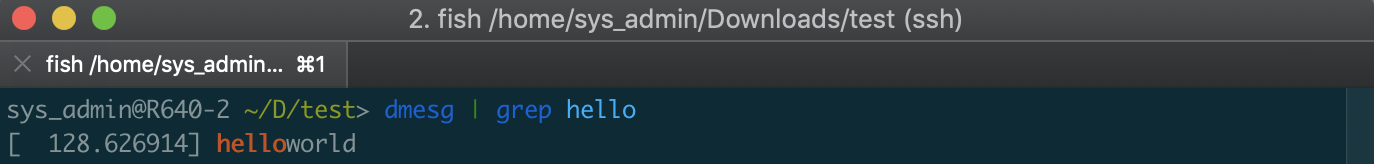 2. fish /home/sys_admin/Downloads/test (ssh)
fish /home/sys_admin... ⌘1
sys_admin@R640-2 ~/D/test> dmesg | grep hello
[  128.626914] helloworld